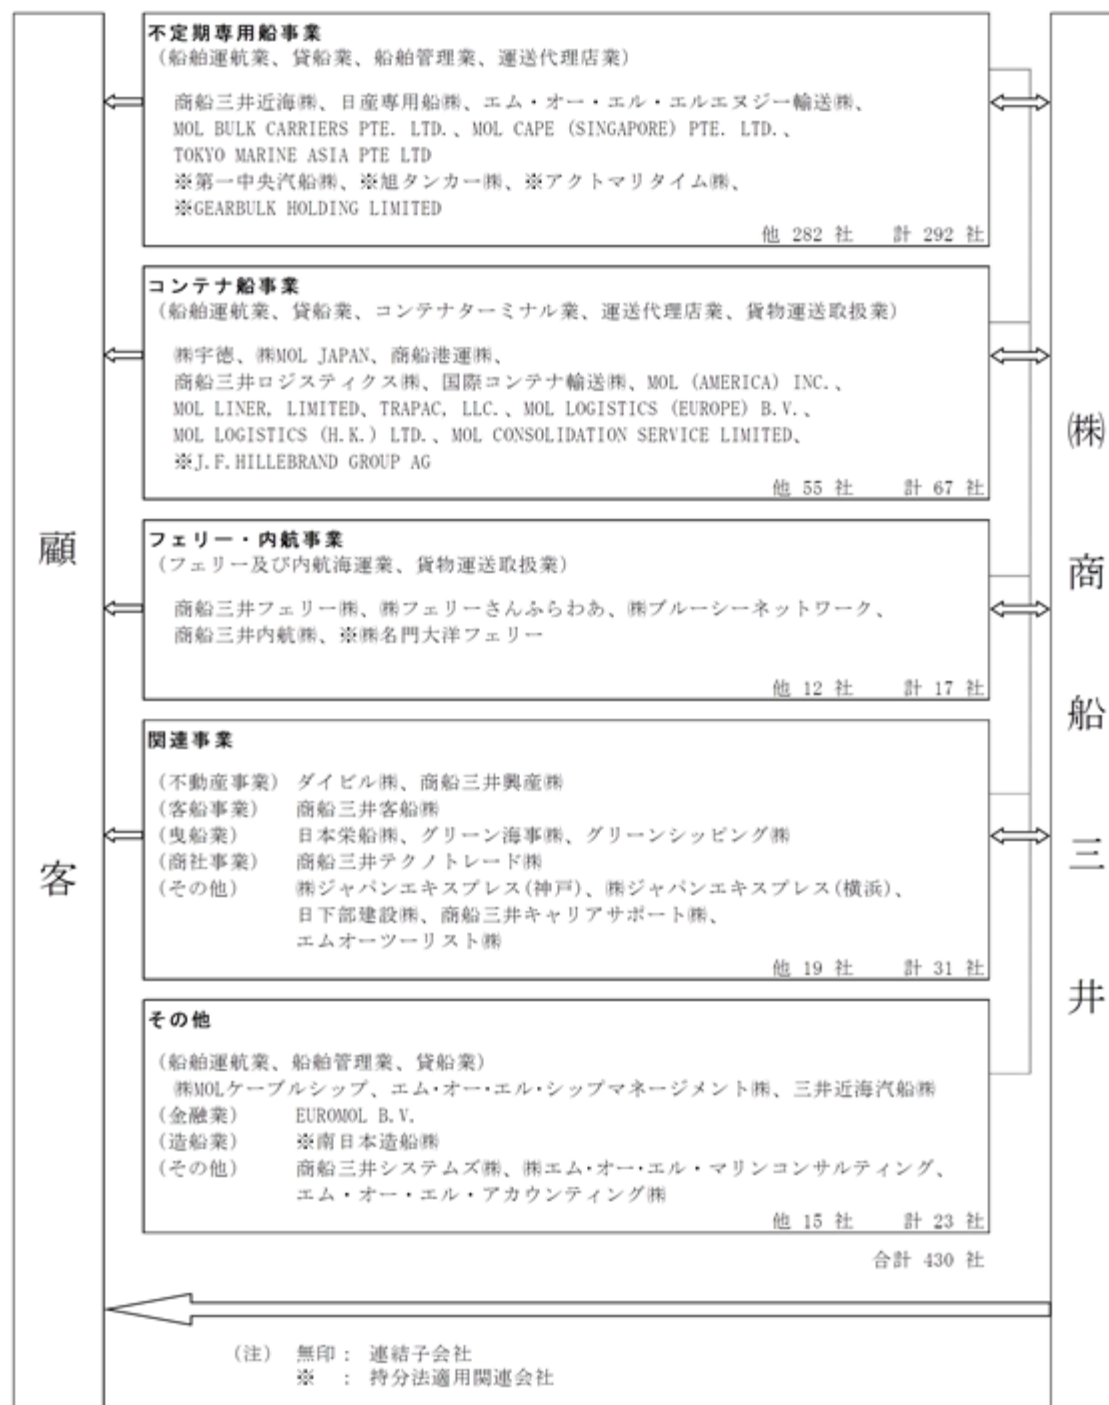 顧客
不定期専用船事業
(船舶運航業、貸船業、船舶管理業、運送代理店業)
商船三井近海㈱、日産専用船㈱、エム・オー・エル・エルエヌジー輸送㈱、
MOL BULK CARRIERS PTE. LTD.、MOL CAPE (SINGAPORE) PTE. LTD.、
TOKYO MARINE ASIA PTE LTD
※第一中央汽船㈱、※旭タンカー㈱、※アクトマリタイム㈱、
※GEARBULK HOLDING LIMITED
他 282 社 計 292 社
コンテナ船事業
(船舶運航業、貸船業、コンテナターミナル業、運送代理店業、貨物運送取扱業)
㈱宇徳、㈱MOL JAPAN、商船港運㈱、
商船三井ロジスティクス㈱、国際コンテナ輸送㈱、MOL (AMERICA) INC.、
MOL LINER, LIMITED、TRAPAC, LLC.、MOL LOGISTICS (EUROPE) B.V.、
MOL LOGISTICS (H.K.) LTD.、MOL CONSOLIDATION SERVICE LIMITED、
※J.F.HILLEBRAND GROUP AG
他 55 社 計 67 社
フェリー・内航事業
(フェリー及び内航海運業、貨物運送取扱業)
商船三井フェリー㈱、㈱フェリーさんふらわあ、㈱ブルーシーネットワーク、
商船三井内航㈱、※㈱名門大洋フェリー
他 12 社 計 17 社
関連事業
(不動産事業) ダイビル㈱、商船三井興産㈱
(客船事業) 商船三井客船㈱
(曳船業) 日本栄船㈱、グリーン海事㈱、グリーンシッピング㈱
(商社事業) 商船三井テクノトレード㈱
(その他) ㈱ジャパンエキスプレス(神戸)、㈱ジャパンエキスプレス(横浜)、
日下部建設㈱、商船三井キャリアサポート㈱、
エムオーツーリスト㈱
他 19 社 計 31 社
その他
(船舶運航業、船舶管理業、貸船業)
㈱MOLケーブルシップ、エム・オー・エル・シップマネージメント㈱、三井近海汽船㈱
(金融業) EUROMOL B.V.
(造船業) ※南日本造船㈱
(その他) 商船三井システムズ㈱、㈱エム・オー・エル・マリンコンサルティング、
エム・オー・エル・アカウンティング㈱
他 15 社 計 23 社
合計 430 社
㈱商船三井
(注) 無印： 連結子会社
※ ： 持分法適用関連会社